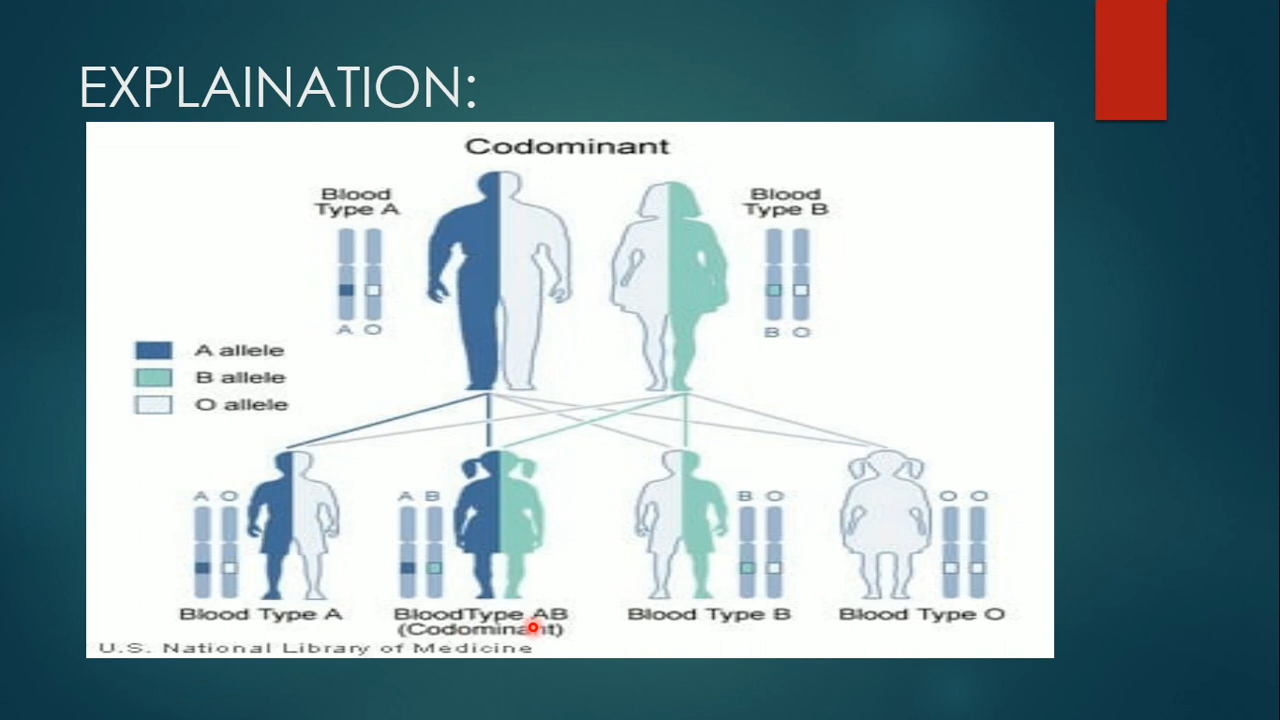 EXPLAINATION:
Codominant
Blood
Type A
Blood
Type B
A O
B O
A allele
B allele
O allele
A O
A B
B O
O O
Blood Type A
BloodType AB
(Codominant)
Blood Type B
Blood Type O
U.S. National Library of Medicine